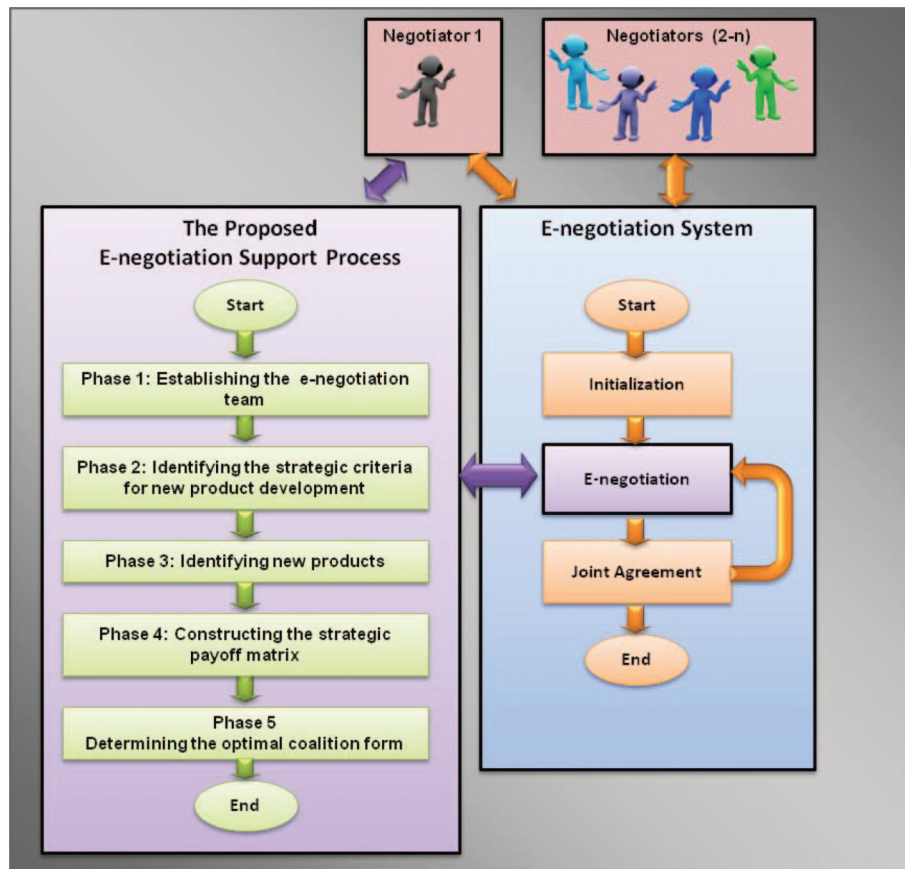 Negotiator 1
Negotiators (2-n)
The Proposed
E-negotiation Support Process
Start
Phase 1: Establishing the e-negotiation
team
Phase 2: Identifying the strategic criteria
for new product development
Phase 3: Identifying new products
Phase 4: Constructing the strategic
payoff matrix
Phase 5
Determining the optimal coalition form
End
E-negotiation System
Start
Initialization
E-negotiation
Joint Agreement
End